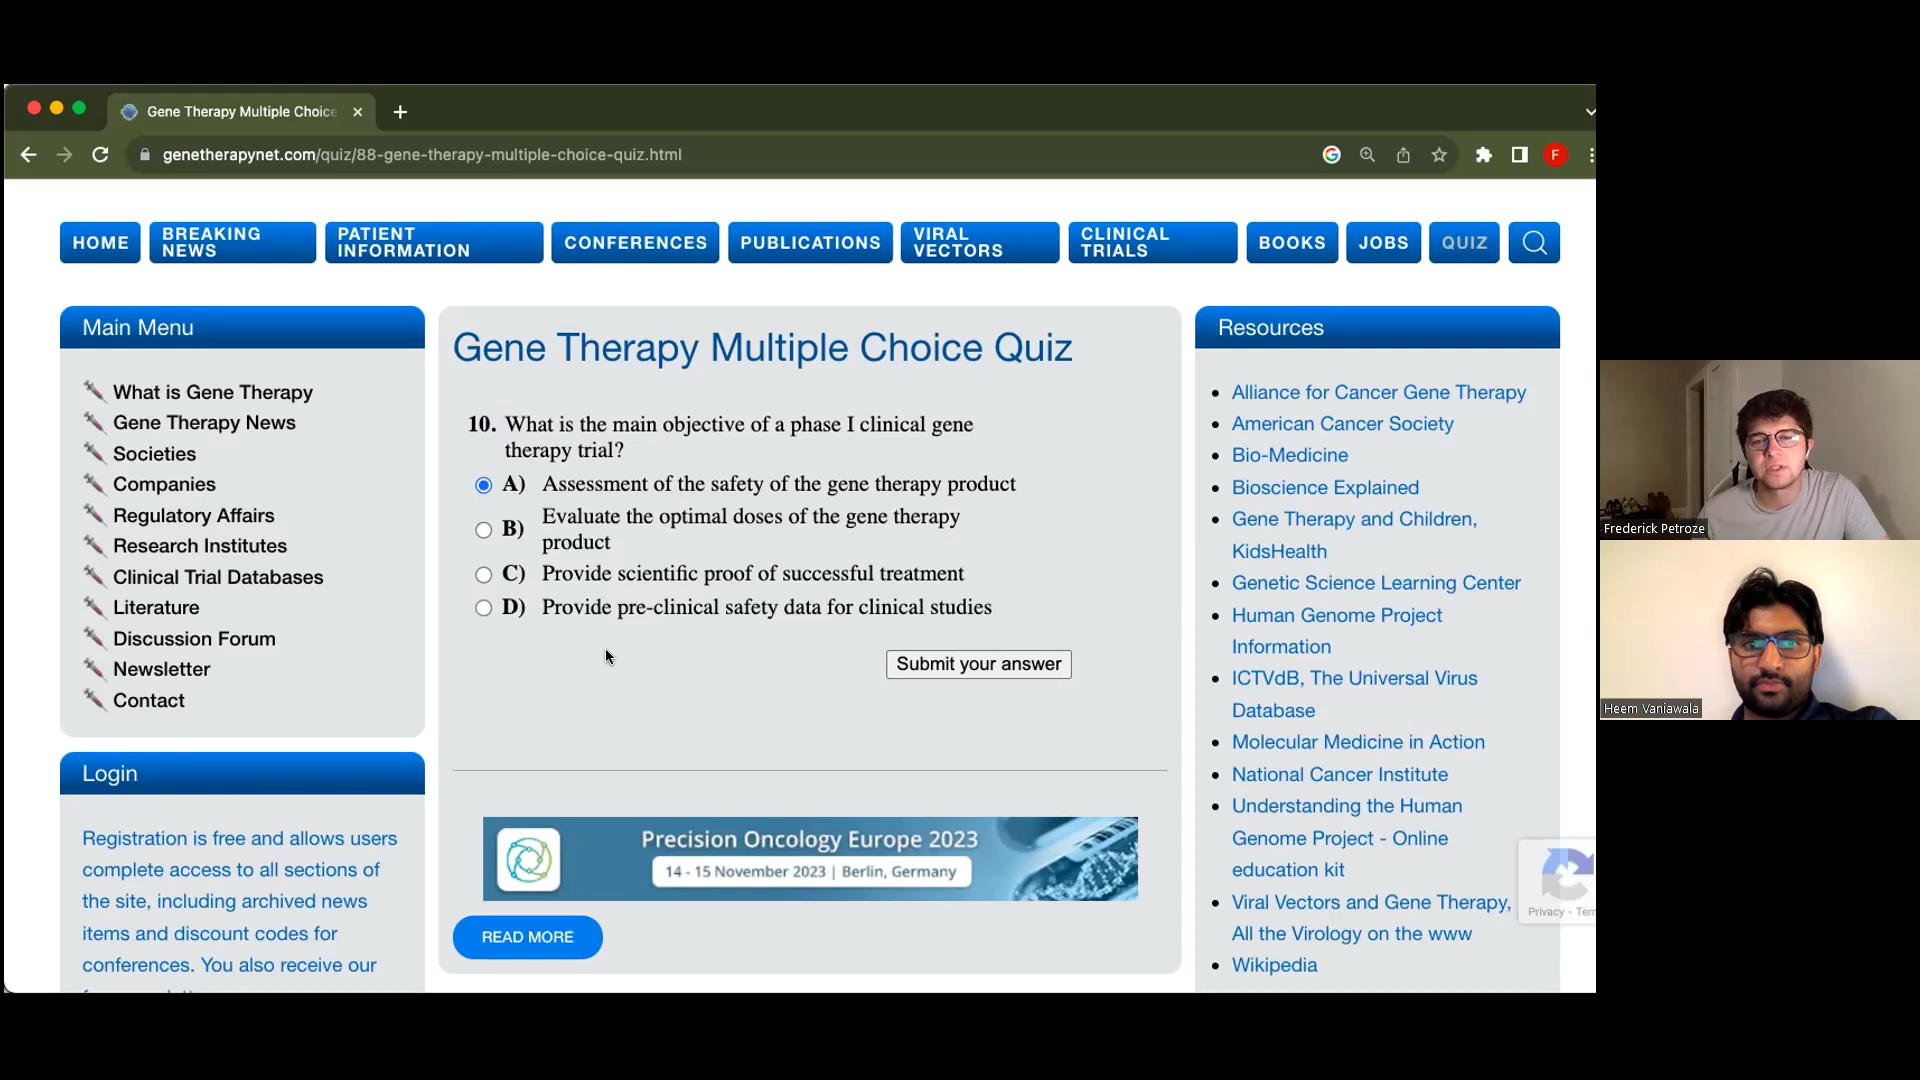 Gene Therapy Multiple Choice
genetherapynet.com/quiz/88-gene-therapy-multiple-choice-quiz.html
F
HOME
BREAKING
NEWS
PATIENT
INFORMATION
CONFERENCES
PUBLICATIONS
VIRAL
VECTORS
CLINICAL
TRIALS
BOOKS
JOBS
QUIZ
Main Menu
What is Gene Therapy
Gene Therapy News
Societies
Companies
Regulatory Affairs
Research Institutes
Clinical Trial Databases
Literature
Discussion Forum
Newsletter
Contact
Login
Registration is free and allows users
complete access to all sections of
the site, including archived news
items and discount codes for
conferences. You also receive our
Gene Therapy Multiple Choice Quiz
10. What is the main objective of a phase I clinical gene
therapy trial?
A) Assessment of the safety of the gene therapy product
B) Evaluate the optimal doses of the gene therapy
product
C) Provide scientific proof of successful treatment
D) Provide pre-clinical safety data for clinical studies
Submit your answer
Precision Oncology Europe 2023
14 - 15 November 2023 | Berlin, Germany
READ MORE
Resources
Alliance for Cancer Gene Therapy
American Cancer Society
Bio-Medicine
Bioscience Explained
Gene Therapy and Children,
KidsHealth
Genetic Science Learning Center
Human Genome Project
Information
ICTVdB, The Universal Virus
Database
Molecular Medicine in Action
National Cancer Institute
Understanding the Human
Genome Project - Online
education kit
Viral Vectors and Gene Therapy,
All the Virology on the www
Wikipedia
Privacy - Tern
Frederick Petroze
Heem Vaniawala